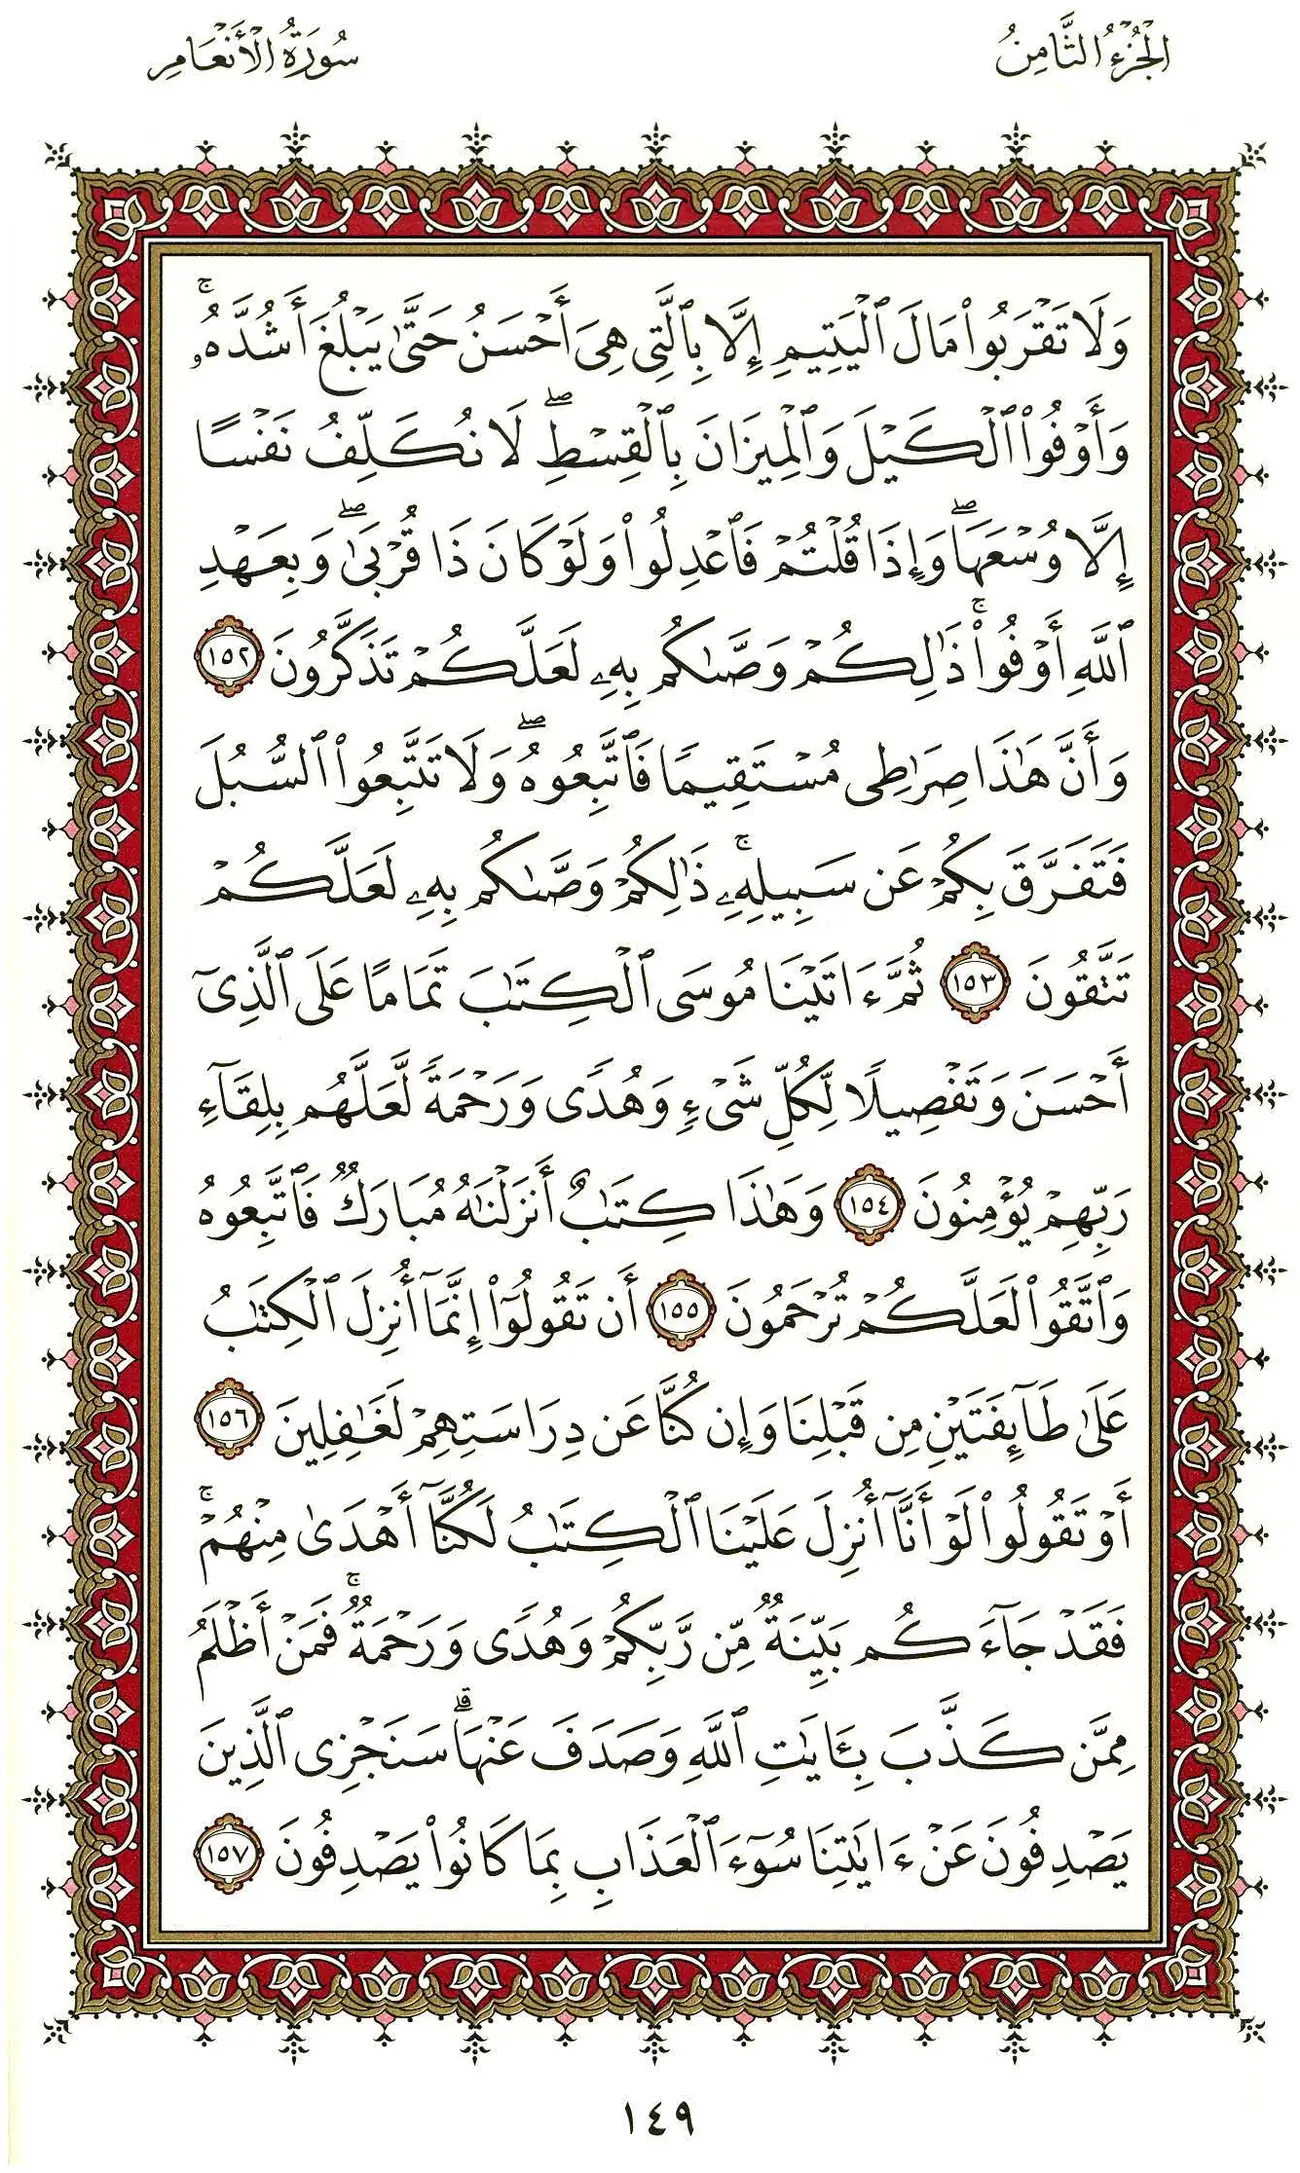 الجزء الثامن
سورة الأنعام
وَلَا تَقْرَبُوا۟ مَالَ ٱلْيَتِيمِ إِلَّا بِٱلَّتِى هِىَ أَحْسَنُ حَتَّىٰ يَبْلُغَ أَشُدَّهُۥ ۚ
وَأَوْفُوا۟ ٱلْكَيْلَ وَٱلْمِيزَانَ بِٱلْقِسْطِ ۖ لَا نُكَلِّفُ نَفْسًا
إِلَّا وُسْعَهَا ۖ وَإِذَا قُلْتُمْ فَٱعْدِلُوا۟ وَلَوْ كَانَ ذَا قُرْبَىٰ ۖ وَبِعَهْدِ
ٱللَّهِ أَوْفُوا۟ ۚ ذَٰلِكُمْ وَصَّىٰكُم بِهِۦ لَعَلَّكُمْ تَذَكَّرُونَ ١٥٢
وَأَنَّ هَٰذَا صِرَٰطِى مُسْتَقِيمًا فَٱتَّبِعُوهُ ۖ وَلَا تَتَّبِعُوا۟ ٱلسُّبُلَ
فَتَفَرَّقَ بِكُمْ عَن سَبِيلِهِۦ ۚ ذَٰلِكُمْ وَصَّىٰكُم بِهِۦ لَعَلَّكُمْ
تَتَّقُونَ ١٥٣ ثُمَّ ءَاتَيْنَا مُوسَى ٱلْكِتَٰبَ تَمَامًا عَلَى ٱلَّذِىٓ
أَحْسَنَ وَتَفْصِيلًا لِّكُلِّ شَىْءٍ وَهُدًى وَرَحْمَةً لَّعَلَّهُم بِلِقَآءِ
رَبِّهِمْ يُؤْمِنُونَ ١٥٤ وَهَٰذَا كِتَٰبٌ أَنزَلْنَٰهُ مُبَارَكٌ فَٱتَّبِعُوهُ
وَٱتَّقُوا۟ لَعَلَّكُمْ تُرْحَمُونَ ١٥٥ أَن تَقُولُوٓا۟ إِنَّمَآ أُنزِلَ ٱلْكِتَٰبُ
عَلَىٰ طَآئِفَتَيْنِ مِن قَبْلِنَا وَإِن كُنَّا عَن دِرَاسَتِهِمْ لَغَٰفِلِينَ ١٥٦
أَوْ تَقُولُوا۟ لَوْ أَنَّآ أُنزِلَ عَلَيْنَا ٱلْكِتَٰبُ لَكُنَّآ أَهْدَىٰ مِنْهُمْ ۚ
فَقَدْ جَآءَكُم بَيِّنَةٌ مِّن رَّبِّكُمْ وَهُدًى وَرَحْمَةٌ ۚ فَمَنْ أَظْلَمُ
مِمَّن كَذَّبَ بِـَٔايَٰتِ ٱللَّهِ وَصَدَفَ عَنْهَا ۗ سَنَجْزِى ٱلَّذِينَ
يَصْدِفُونَ عَنْ ءَايَٰتِنَا سُوٓءَ ٱلْعَذَابِ بِمَا كَانُوا۟ يَصْدِفُونَ ١٥٧
١٤٩